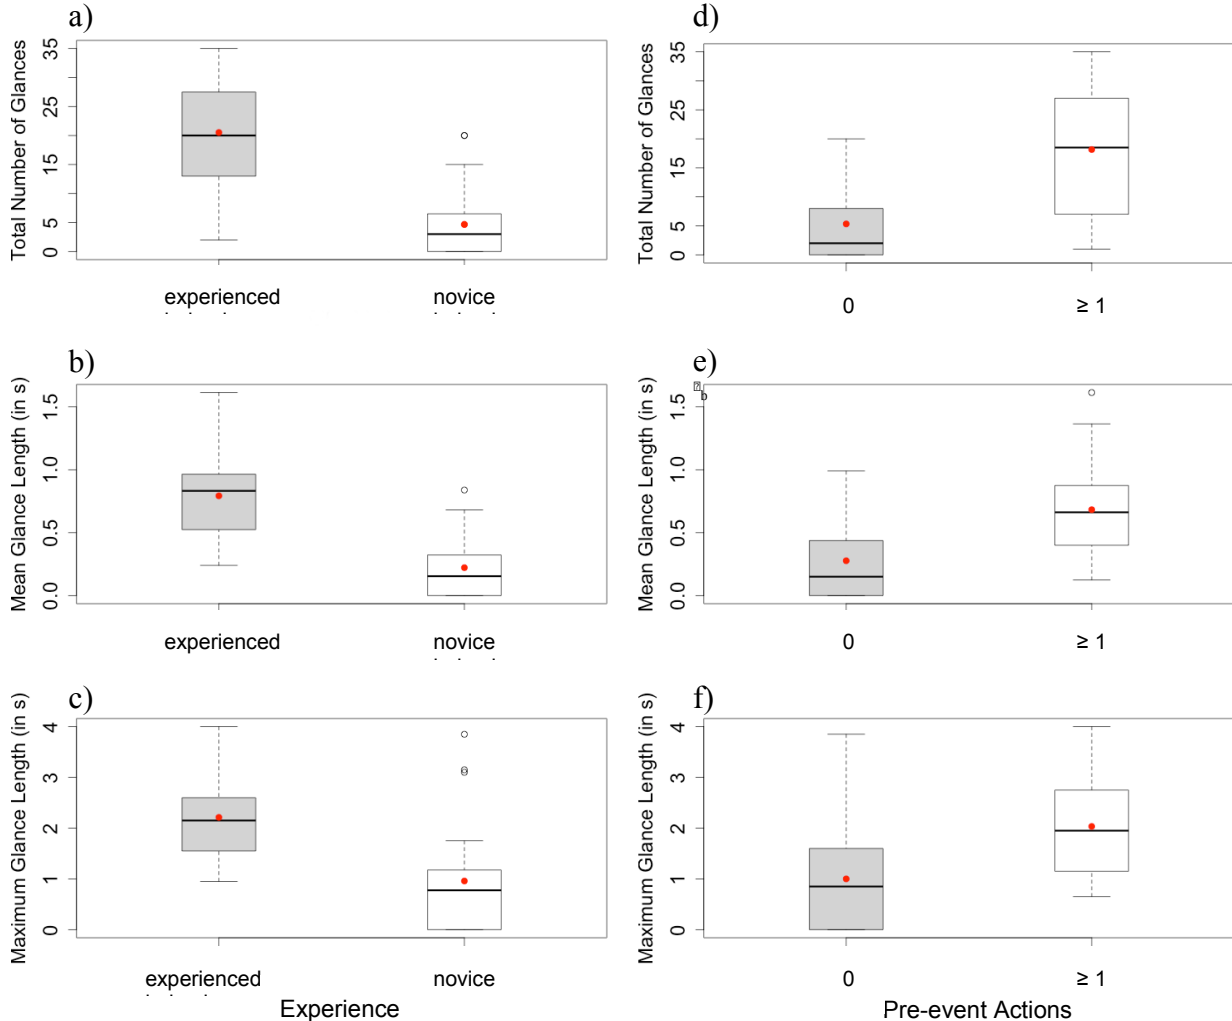 a)
Total Number of Glances
35
25
15
5
0
experienced
novice
b)
Mean Glance Length (in s)
1.5
1.0
0.5
0.0
experienced
novice
c)
Maximum Glance Length (in s)
4
3
2
1
0
experienced
novice
Experience
d)
Total Number of Glances
35
25
15
5
0
0
≥ 1
e)
Mean Glance Length (in s)
1.5
1.0
0.5
0.0
0
≥ 1
f)
Maximum Glance Length (in s)
4
3
2
1
0
0
≥ 1
Pre-event Actions